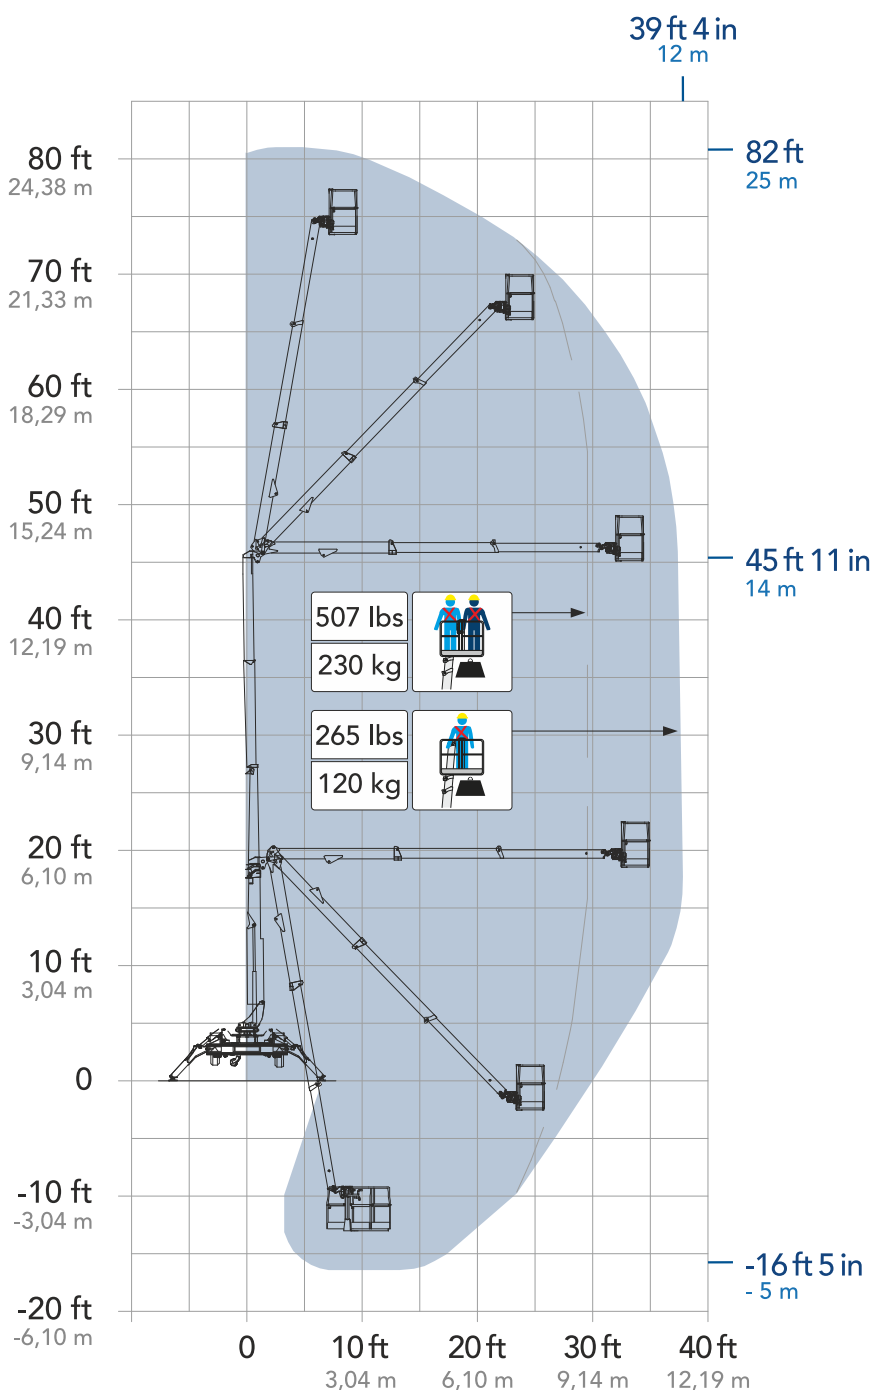 39 ft 4 in
12 m
80 ft
24,38 m
82 ft
25 m
70 ft
21,33 m
60 ft
18,29 m
50 ft
15,24 m
45 ft 11 in
14 m
40 ft
12,19 m
507 lbs
230 kg
30 ft
9,14 m
265 lbs
120 kg
20 ft
6,10 m
10 ft
3,04 m
0
-10 ft
-3,04 m
-16 ft 5 in
- 5 m
-20 ft
-6,10 m
0 10 ft 20 ft 30 ft 40 ft
3,04 m 6,10 m 9,14 m 12,19 m